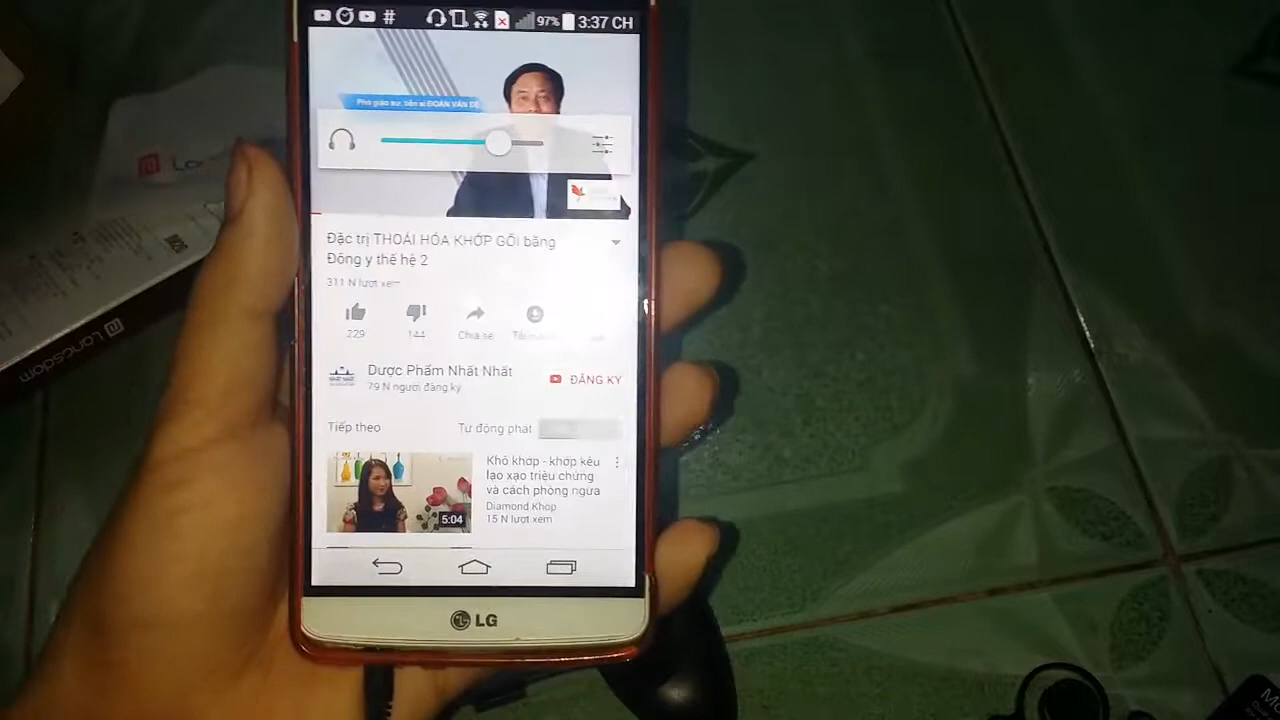 97% 3:37 CH
Phó giáo sư, tiến sĩ ĐOÀN VĂN ĐỆ
Đặc trị THOÁI HÓA KHỚP GỐI bằng
Đông y thế hệ 2
311 N lượt xem
229
144
Chia sẻ
Dược Phẩm Nhất Nhất
79 N người đăng ký
ĐĂNG KÝ
Tiếp theo
Tự động phát
Khô khớp - khớp kêu
lạo xạo triệu chứng
và cách phòng ngừa
Diamond Khop
15 N lượt xem
5:04
LG
Lancsdom